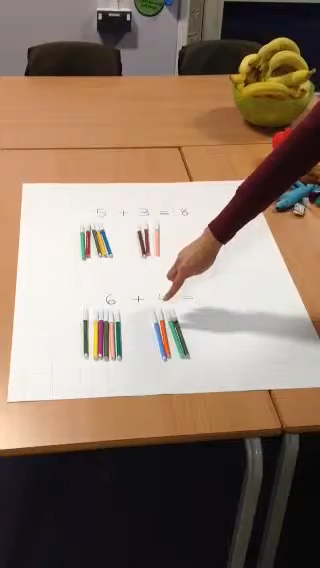 5 + 3 = 8
6 + =